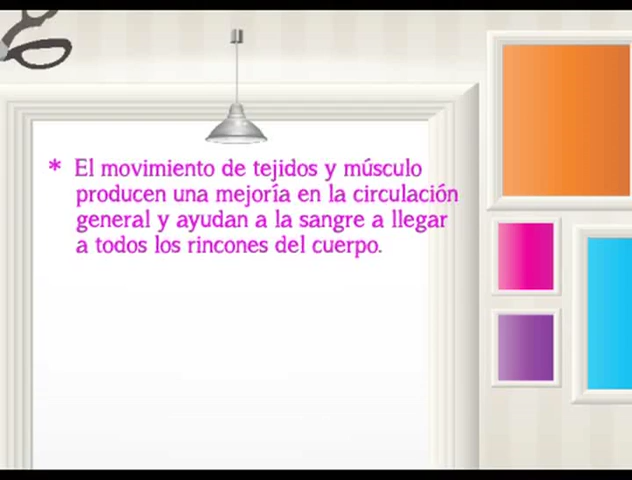 * El movimiento de tejidos y músculo
producen una mejoría en la circulación
general y ayudan a la sangre a llegar
a todos los rincones del cuerpo.